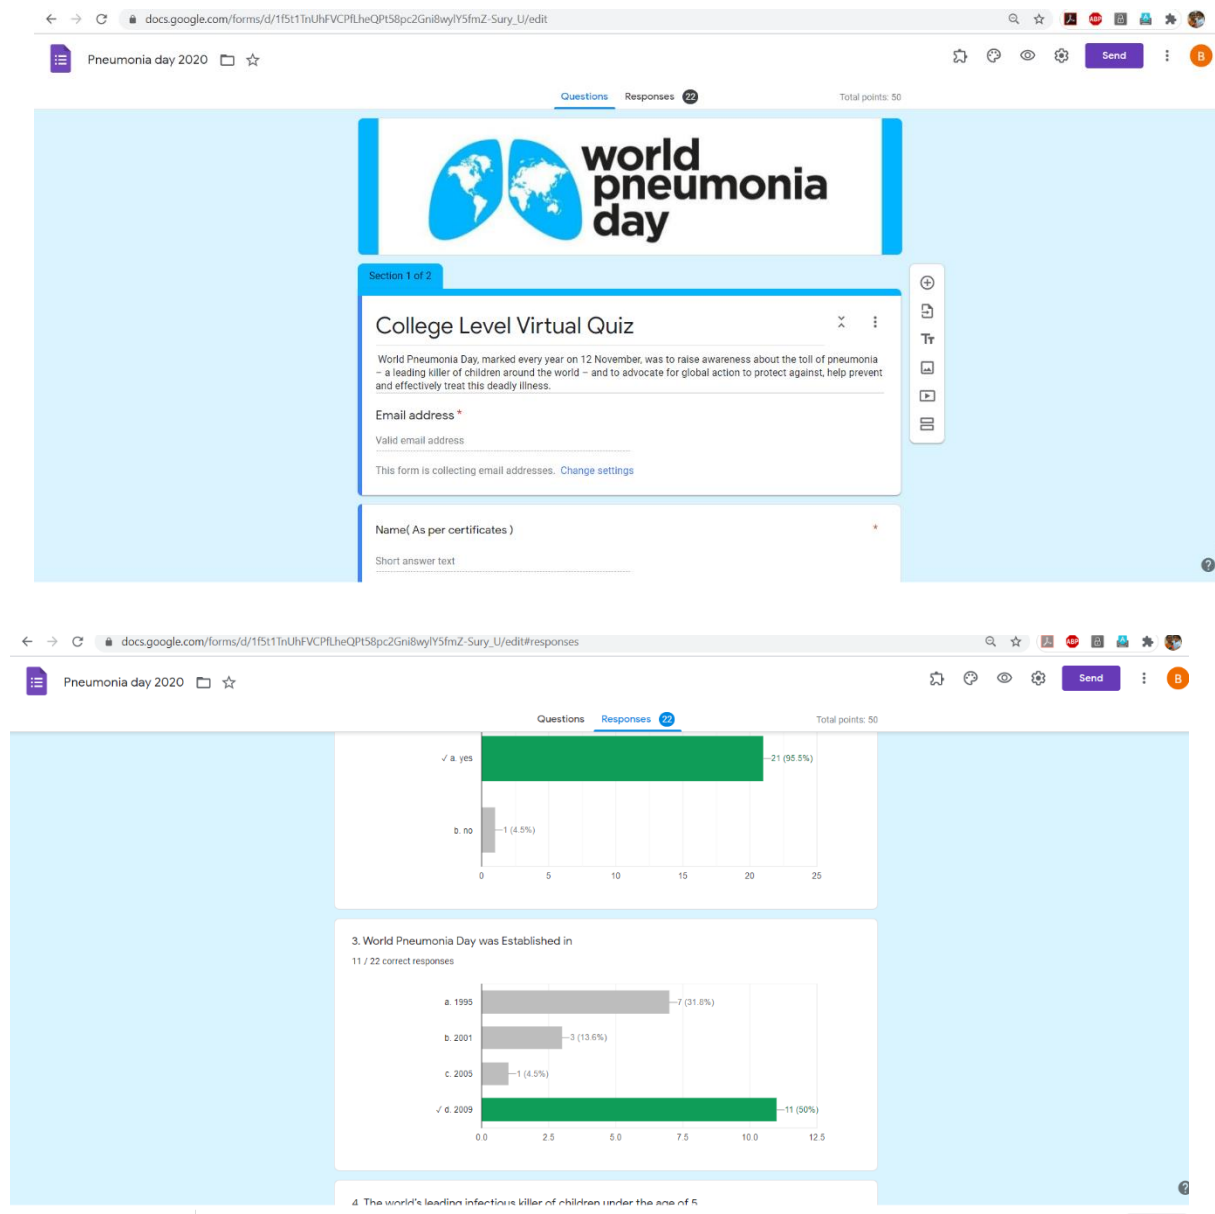 docs.google.com/forms/d/1f5t1TnUhFVCPfLheQPt58pc2Gni8wylY5fmZ-Sury_U/edit
ABP
Pneumonia day 2020
Send
B
Questions Responses 22 Total points: 50
world
pneumonia
day
Section 1 of 2
College Level Virtual Quiz
World Pneumonia Day, marked every year on 12 November, was to raise awareness about the toll of pneumonia
– a leading killer of children around the world – and to advocate for global action to protect against, help prevent
and effectively treat this deadly illness.
Tт
Email address *
Valid email address
This form is collecting email addresses. Change settings
Name( As per certificates ) *
Short answer text
docs.google.com/forms/d/1f5t1TnUhFVCPfLheQPt58pc2Gni8wylY5fmZ-Sury_U/edit#responses
ABP
Pneumonia day 2020
Send
B
Questions Responses 22 Total points: 50
✓ a. yes 21 (95.5%)
b. no 1 (4.5%)
0 5 10 15 20 25
3. World Pneumonia Day was Established in
11 / 22 correct responses
a. 1995 7 (31.8%)
b. 2001 3 (13.6%)
c. 2005 1 (4.5%)
✓ d. 2009 11 (50%)
0.0 2.5 5.0 7.5 10.0 12.5
4. The world's leading infectious killer of children under the age of 5